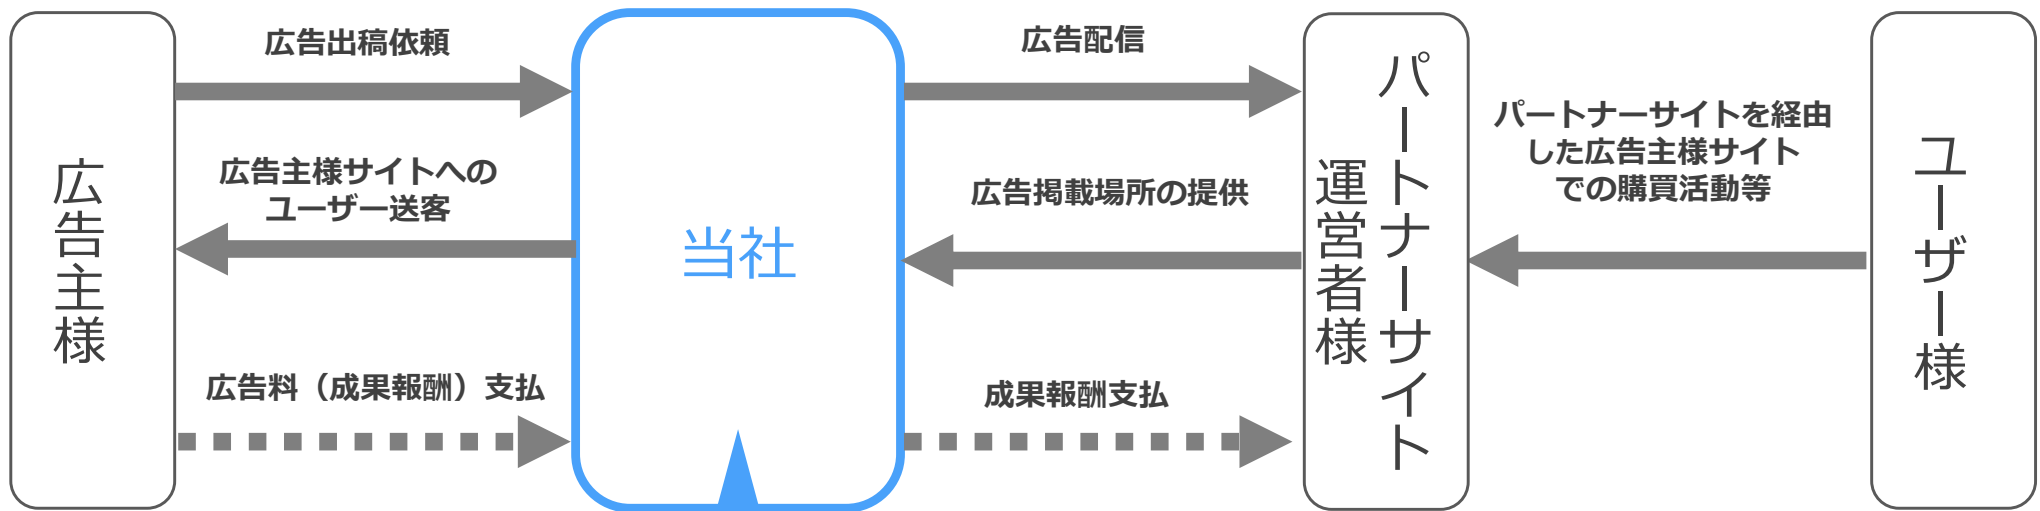 広告主様
広告出稿依頼
広告主様サイトへの
ユーザー送客
広告料（成果報酬）支払
当社
広告配信
広告掲載場所の提供
成果報酬支払
パートナーサイト
運営者様
パートナーサイトを経由
した広告主様サイト
での購買活動等
ユーザー様